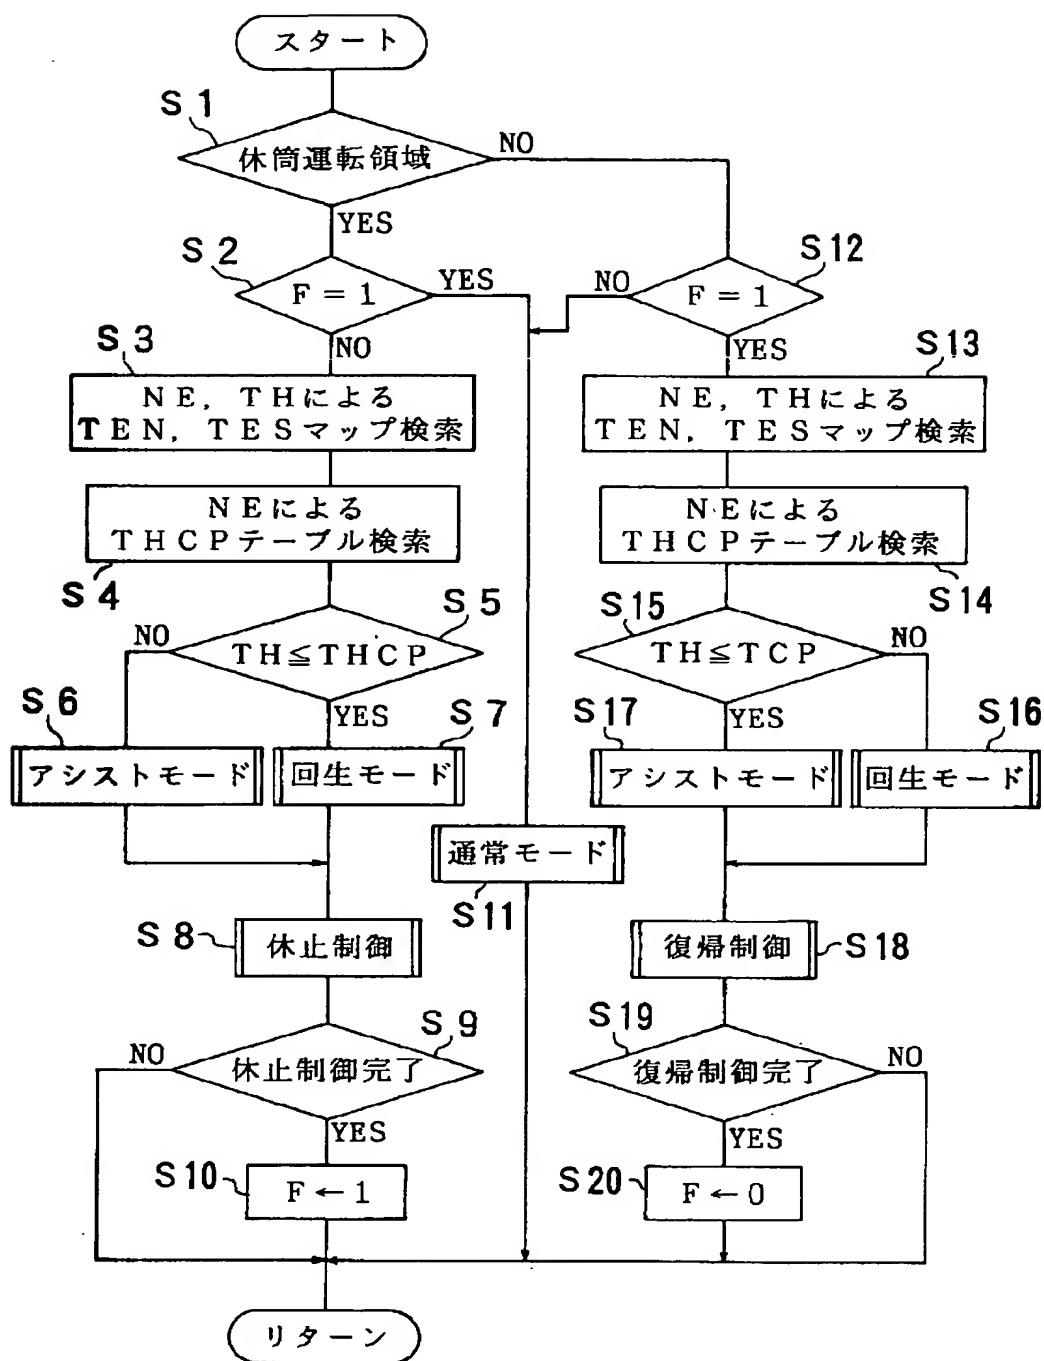 スタート
S1
休筒運転領域
NO
YES
S2
F=1
YES
NO
S12
F=1
NO
YES
S3
NE, THによる
TEN, TESマップ検索
S13
NE, THによる
TEN, TESマップ検索
NEによる
THCPテーブル検索
S4
NEによる
THCPテーブル検索
S14
S5
TH≦THCP
NO
YES
S15
TH≦TCP
NO
YES
S6
アシストモード
S7
回生モード
S17
アシストモード
S16
回生モード
通常モード
S11
S8
休止制御
復帰制御
S18
S9
休止制御完了
NO
YES
S19
復帰制御完了
NO
YES
S10
F←1
S20
F←0
リターン